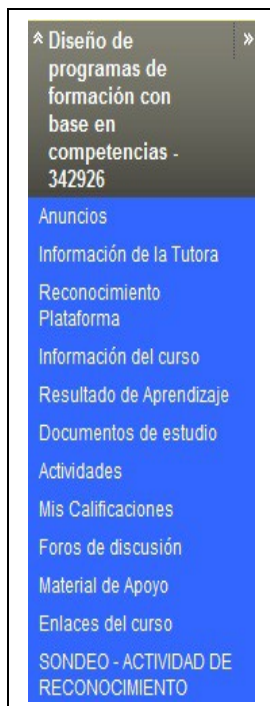 Diseño de
programas de
formación con
base en
competencias -
342926
Anuncios
Información de la Tutora
Reconocimiento
Plataforma
Información del curso
Resultado de Aprendizaje
Documentos de estudio
Actividades
Mis Calificaciones
Foros de discusión
Material de Apoyo
Enlaces del curso
SONDEO - ACTIVIDAD DE
RECONOCIMIENTO